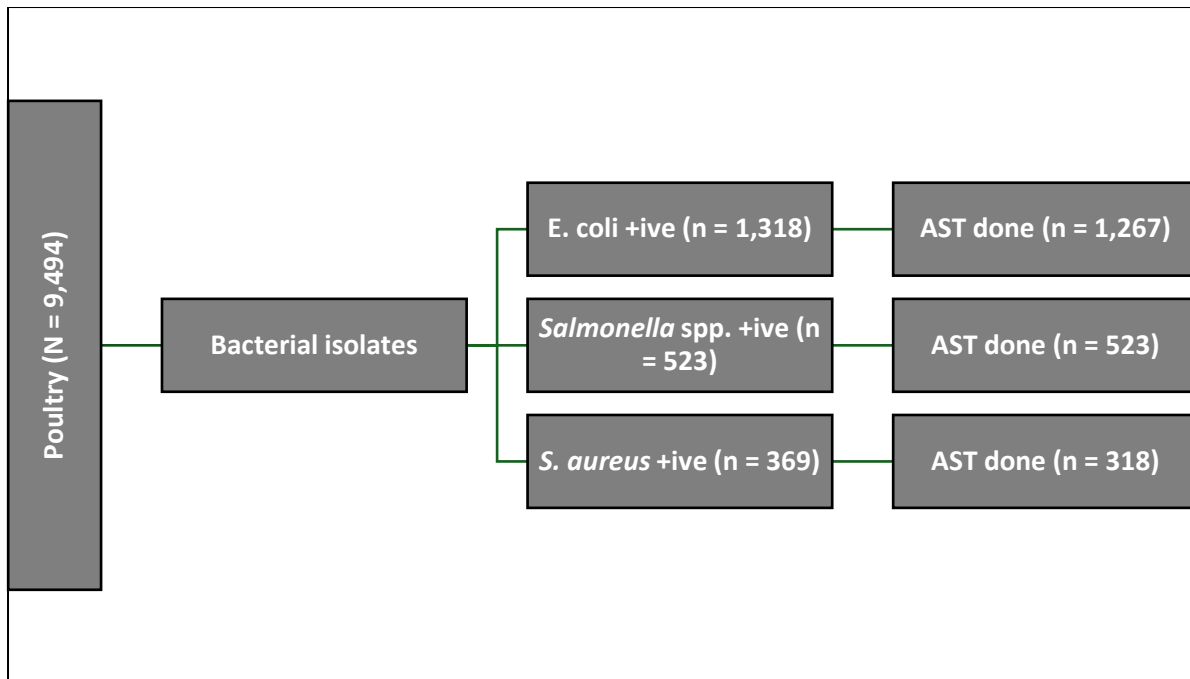 Poultry (N = 9,494)
Bacterial isolates
E. coli +ive (n = 1,318)
AST done (n = 1,267)
Salmonella spp. +ive (n
= 523)
AST done (n = 523)
S. aureus +ive (n = 369)
AST done (n = 318)